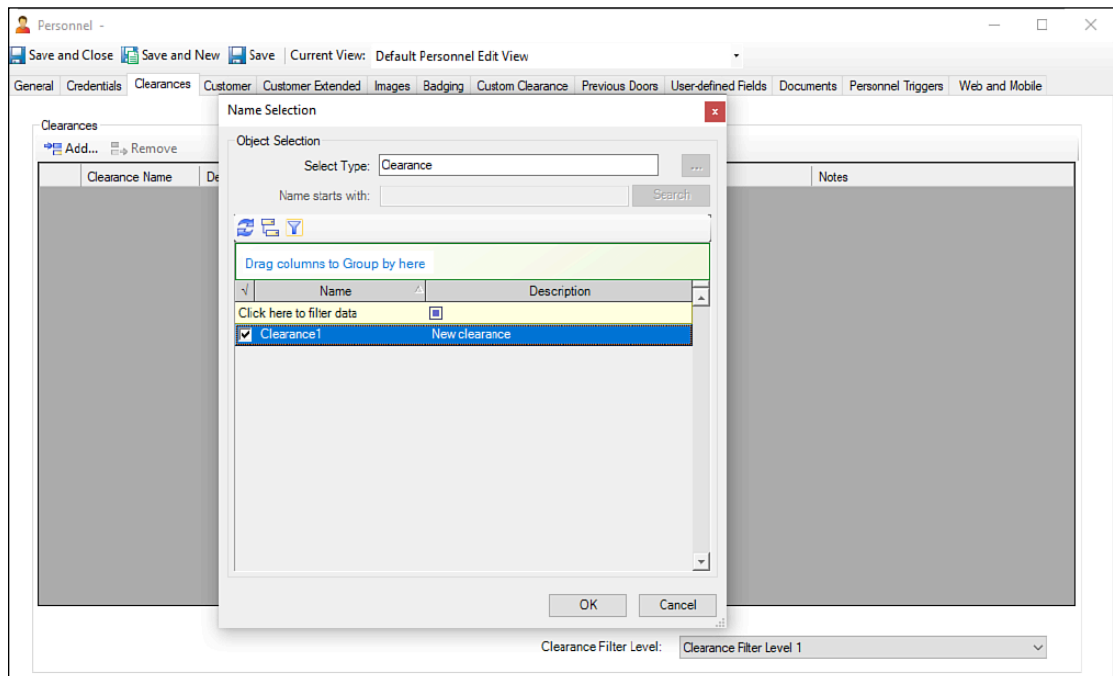 Personnel -
Save and Close Save and New Save Current View: Default Personnel Edit View
General Credentials Clearances Customer Customer Extended Images Badging Custom Clearance Previous Doors User-defined Fields Documents Personnel Triggers Web and Mobile
Clearances
Add... Remove
Clearance Name De Notes
Name Selection
Object Selection
Select Type: Clearance ...
Name starts with: Search
Drag columns to Group by here
√ Name Description
Click here to filter data
Clearance1 New clearance
OK Cancel
Clearance Filter Level: Clearance Filter Level 1